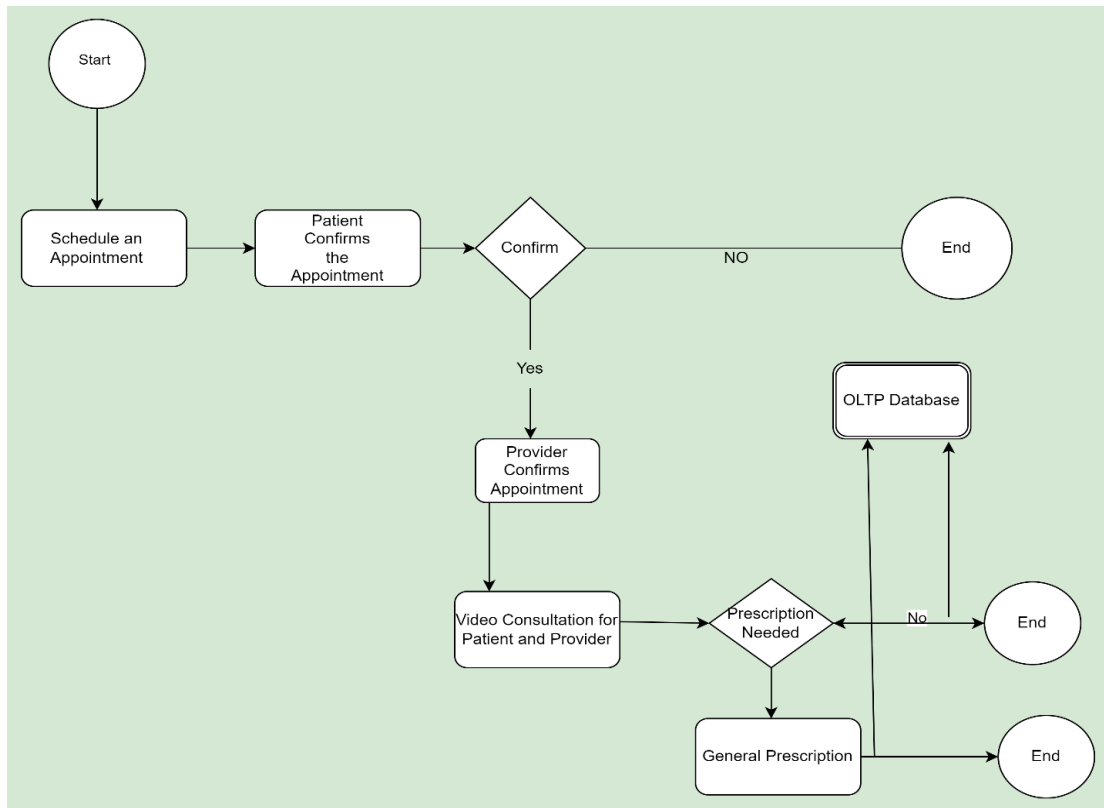 Start
Schedule an
Appointment
Patient
Confirms
the
Appointment
Confirm
NO
End
Yes
OLTP Database
Provider
Confirms
Appointment
Video Consultation for
Patient and Provider
Prescription
Needed
No
End
General Prescription
End